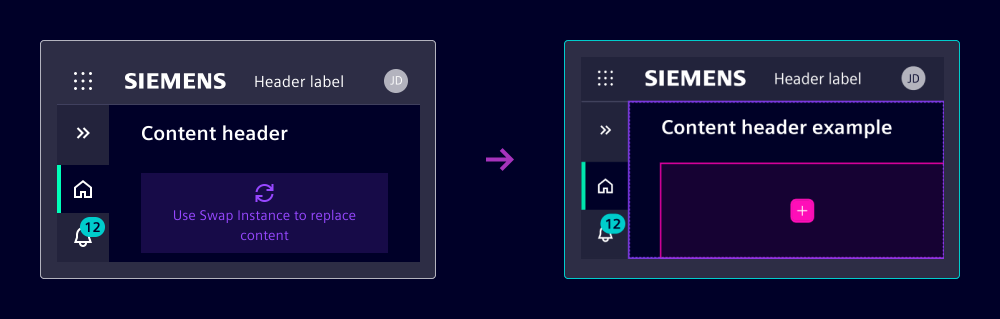 SIEMENS Header label JD
Content header
Use Swap Instance to replace
content
12
SIEMENS Header label JD
Content header example
12